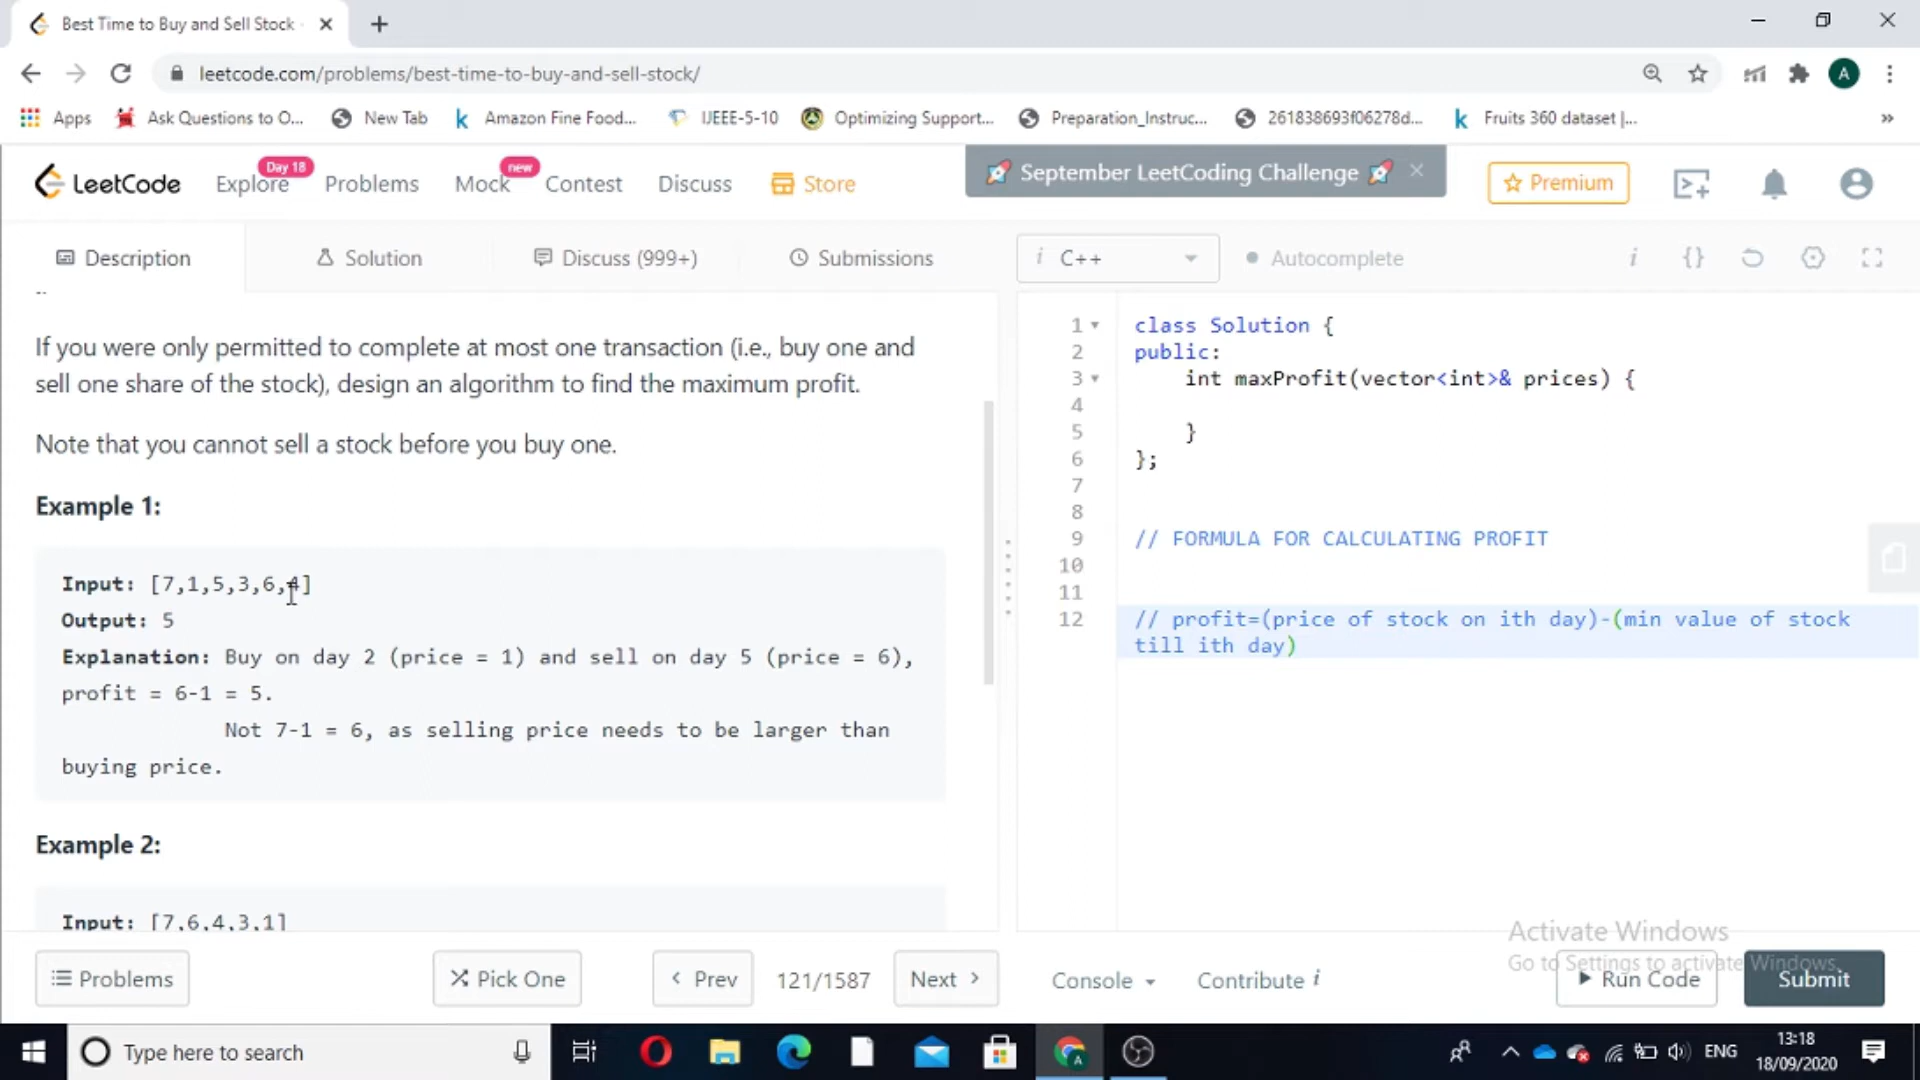 Best Time to Buy and Sell Stock
leetcode.com/problems/best-time-to-buy-and-sell-stock/
A
Apps
Ask Questions to O...
New Tab
Amazon Fine Food...
IJEEE-5-10
Optimizing Support...
Preparation_Instruc...
261838693f06278d...
Fruits 360 dataset |...
»
LeetCode
Explore
Day 18
Problems
Mock
new
Contest
Discuss
Store
September LeetCoding Challenge
Premium
Description
Solution
Discuss (999+)
Submissions
i C++
Autocomplete
i {}
If you were only permitted to complete at most one transaction (i.e., buy one and
sell one share of the stock), design an algorithm to find the maximum profit.
Note that you cannot sell a stock before you buy one.
Example 1:
Input: [7,1,5,3,6,4]
Output: 5
Explanation: Buy on day 2 (price = 1) and sell on day 5 (price = 6),
profit = 6-1 = 5.
Not 7-1 = 6, as selling price needs to be larger than
buying price.
Example 2:
Input: [7,6,4,3,1]
1 class Solution {
2 public:
3 int maxProfit(vector<int>& prices) {
4
5 }
6 };
7
8
9 // FORMULA FOR CALCULATING PROFIT
10
11
12 // profit=(price of stock on ith day)-(min value of stock
till ith day)
Activate Windows
Go to Settings to activate Windows.
Problems
Pick One
Prev
121/1587
Next
Console
Contribute i
Run Code
Submit
Type here to search
A
ENG
13:18
18/09/2020